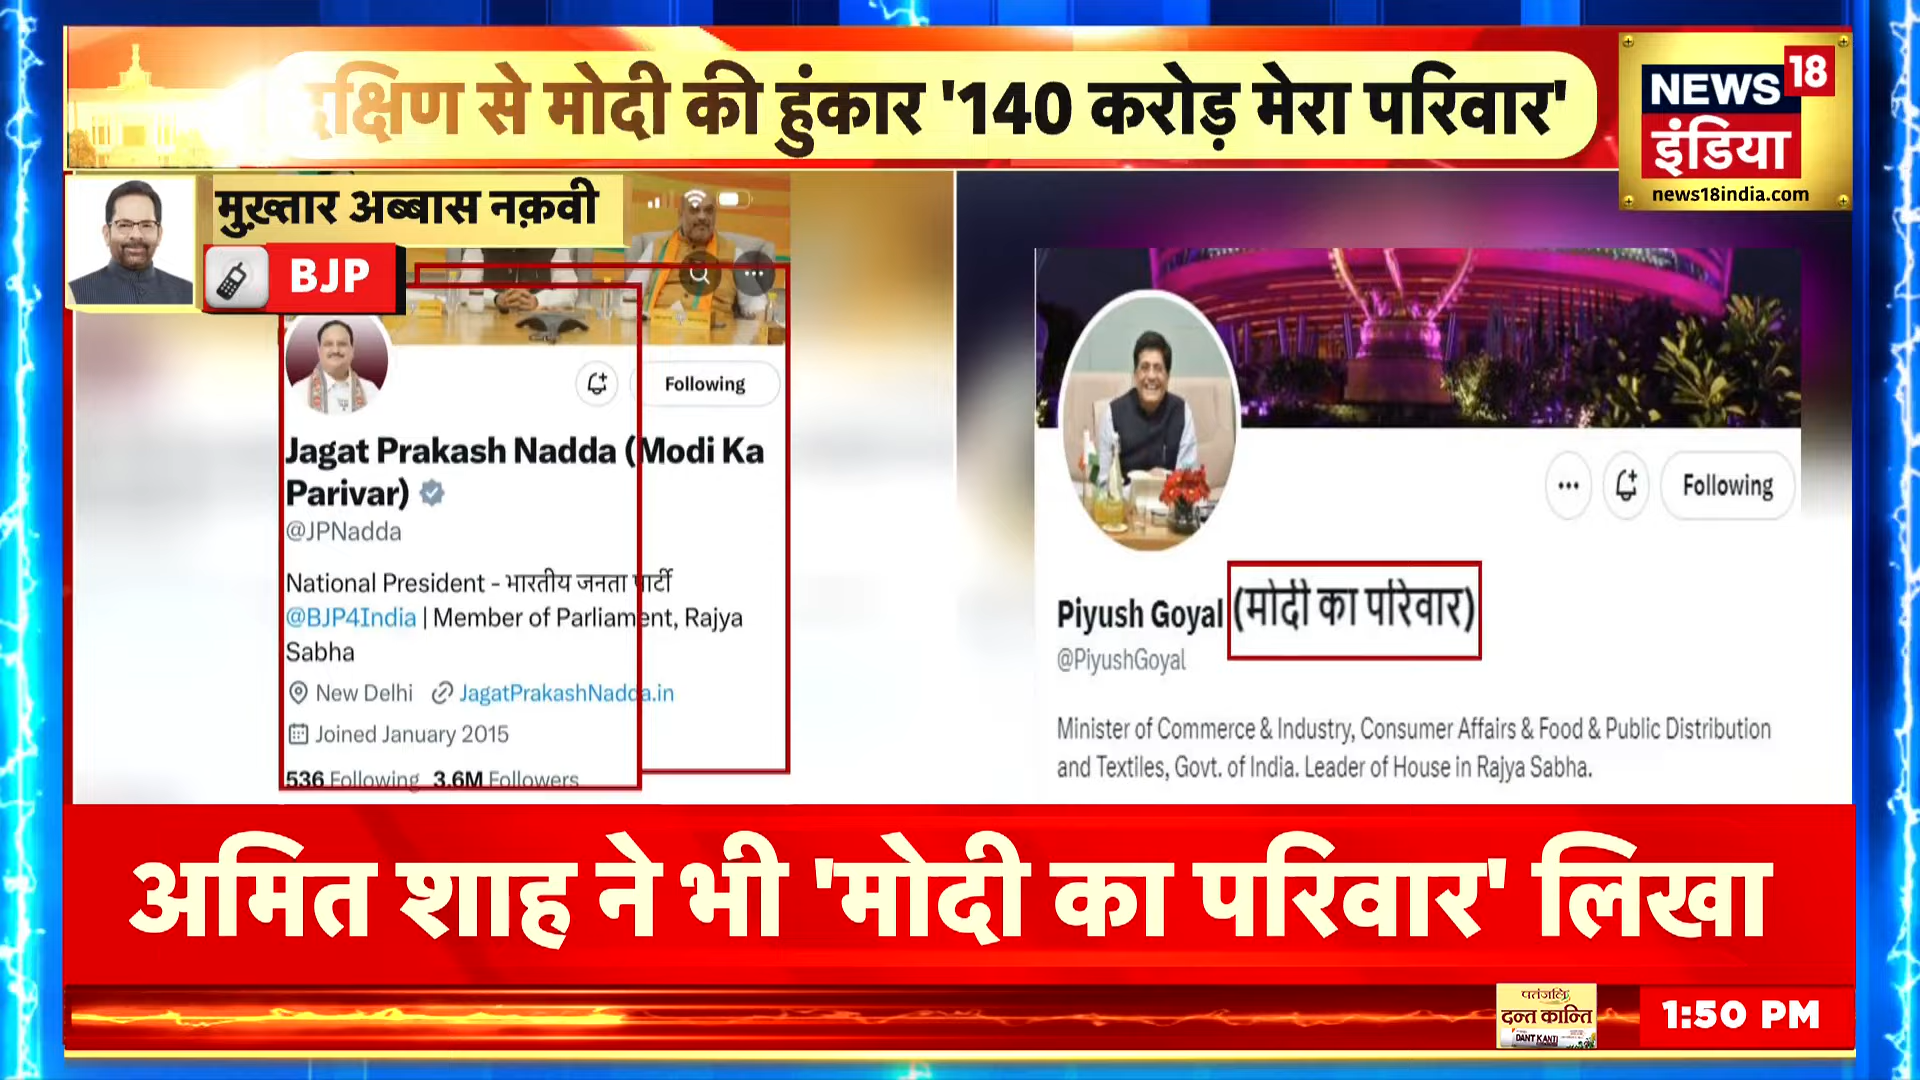 दक्षिण से मोदी की हुंकार '140 करोड़ मेरा परिवार'
NEWS 18
इंडिया
news18india.com
मुख़्तार अब्बास नक़वी
BJP
Following
Jagat Prakash Nadda (Modi Ka
Parivar)
@JPNadda
National President - भारतीय जनता पार्टी
@BJP4India | Member of Parliament, Rajya
Sabha
New Delhi JagatPrakashNadda.in
Joined January 2015
536 Following 3.6M Followers
Following
Piyush Goyal (मोदी का परिवार)
@PiyushGoyal
Minister of Commerce & Industry, Consumer Affairs & Food & Public Distribution
and Textiles, Govt. of India. Leader of House in Rajya Sabha.
अमित शाह ने भी 'मोदी का परिवार' लिखा
पतंजलि
दन्त कान्ति
DANT KANTI
1:50 PM